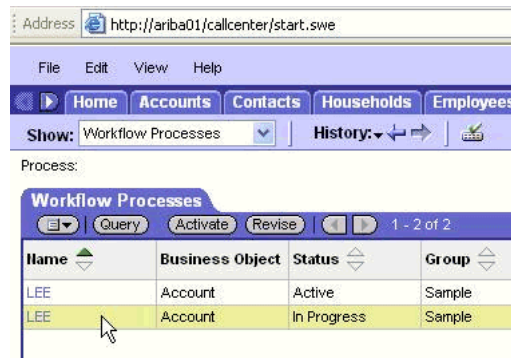 Address http://ariba01/callcenter/start.swe
File Edit View Help
Home Accounts Contacts Households Employees
Show: Workflow Processes History:
Process:
Workflow Processes
Query Activate Revise 1 - 2 of 2
Name Business Object Status Group
LEE Account Active Sample
LEE Account In Progress Sample